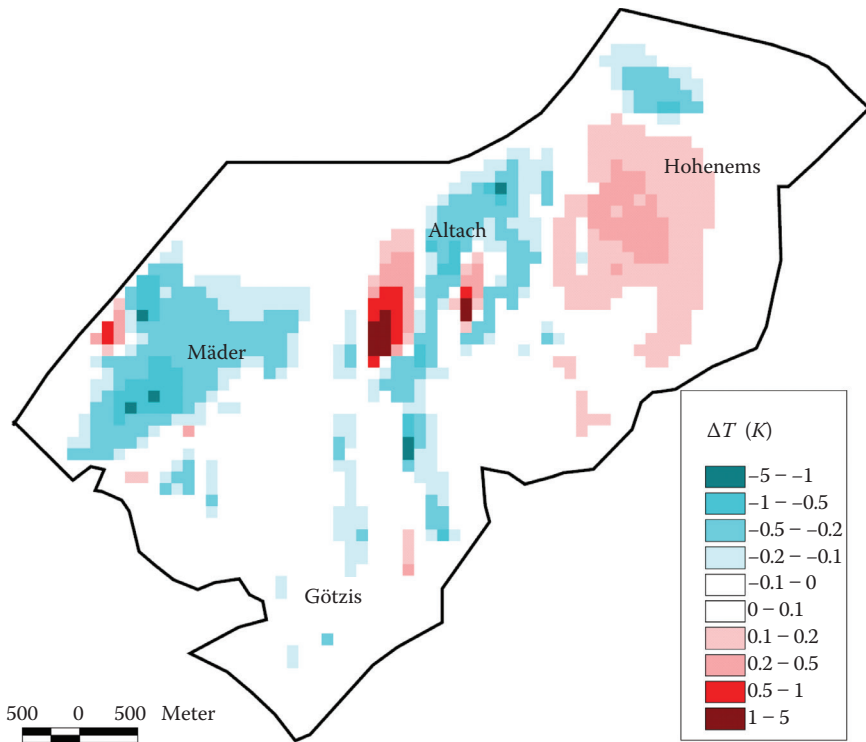 Hohenems
Altach
Mäder
Götzis
ΔT (K)
–5 – –1
–1 – –0.5
–0.5 – –0.2
–0.2 – –0.1
–0.1 – 0
0 – 0.1
0.1 – 0.2
0.2 – 0.5
0.5 – 1
1 – 5
500 0 500 Meter